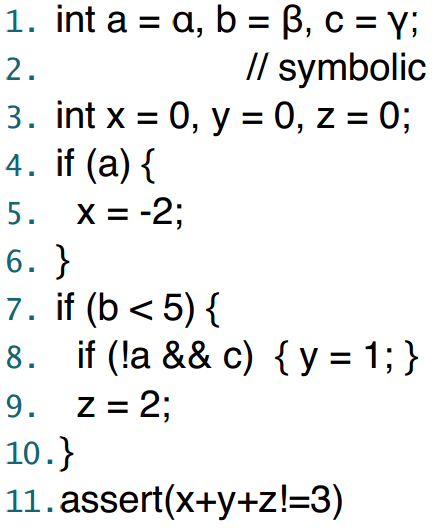 1. int a = α, b = β, c = γ;
2. // symbolic
3. int x = 0, y = 0, z = 0;
4. if (a) {
5. x = -2;
6. }
7. if (b < 5) {
8. if (!a && c) { y = 1; }
9. z = 2;
10.}
11.assert(x+y+z!=3)